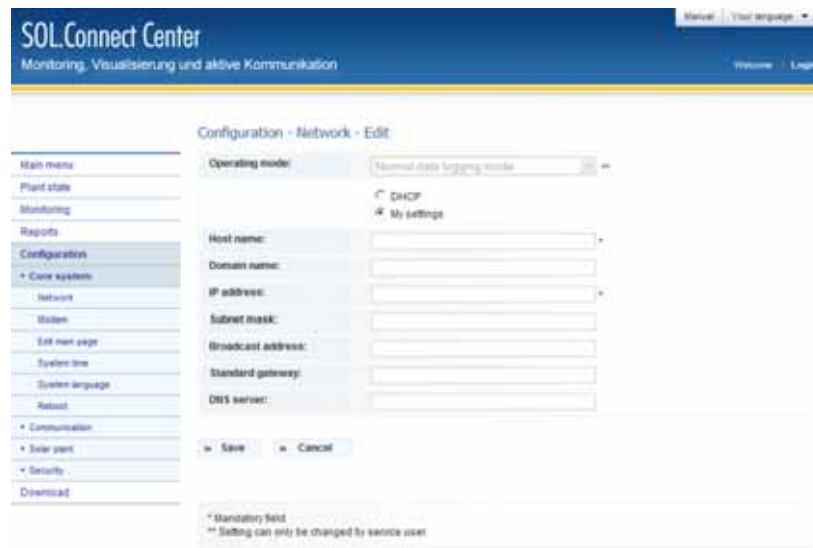 Manual Your language
SOL.Connect Center
Monitoring, Visualisierung und aktive Kommunikation
Welcome Login
Configuration - Network - Edit
Main menu
Plant state
Monitoring
Reports
Configuration
• Core system
Network
Modem
Edit main page
System time
System language
Reboot
• Communication
• Solar plant
• Security
Download
Operating mode: Normal data logging mode **
DHCP
My settings
Host name: *
Domain name:
IP address: *
Subnet mask:
Broadcast address:
Standard gateway:
DNS server:
» Save » Cancel
* Mandatory field
** Setting can only be changed by service user